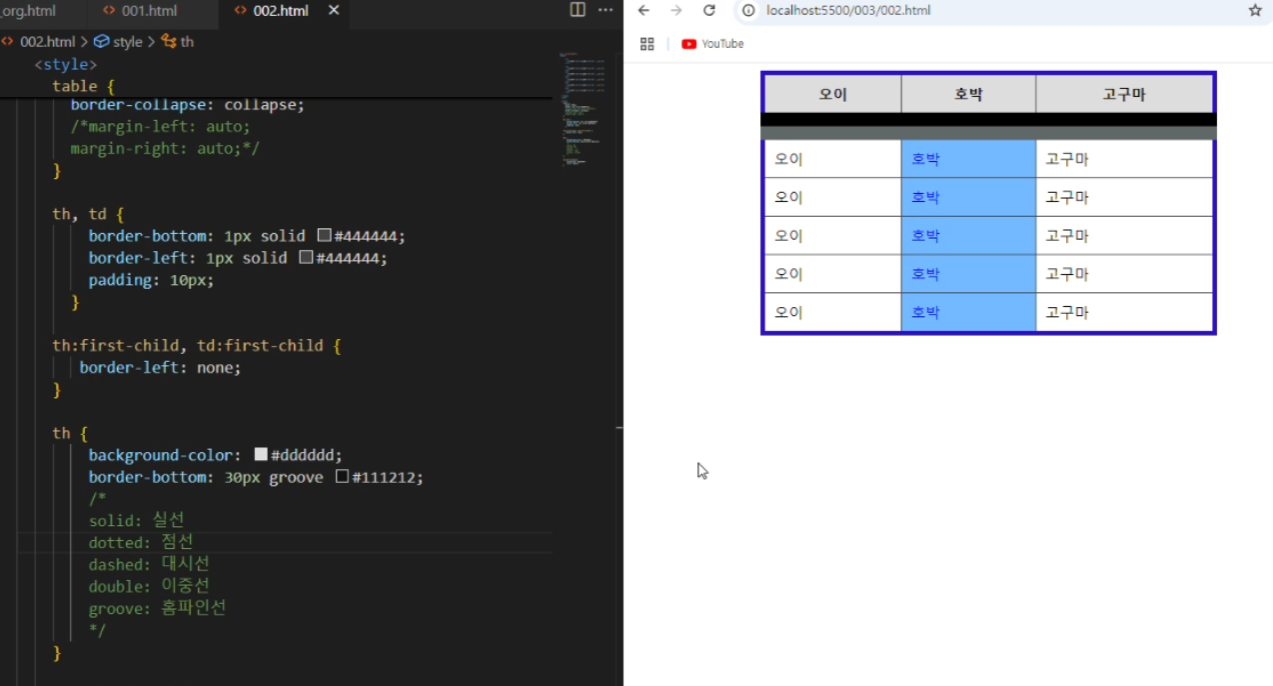 _org.html 001.html 002.html
002.html > style > th
<style>
table {
border-collapse: collapse;
/*margin-left: auto;
margin-right: auto;*/
}
th, td {
border-bottom: 1px solid #444444;
border-left: 1px solid #444444;
padding: 10px;
}
th:first-child, td:first-child {
border-left: none;
}
th {
background-color: #dddddd;
border-bottom: 30px groove #111212;
/*
solid: 실선
dotted: 점선
dashed: 대시선
double: 이중선
groove: 홈파인선
*/
}
localhost:5500/003/002.html
YouTube
오이 호박 고구마
오이 호박 고구마
오이 호박 고구마
오이 호박 고구마
오이 호박 고구마
오이 호박 고구마